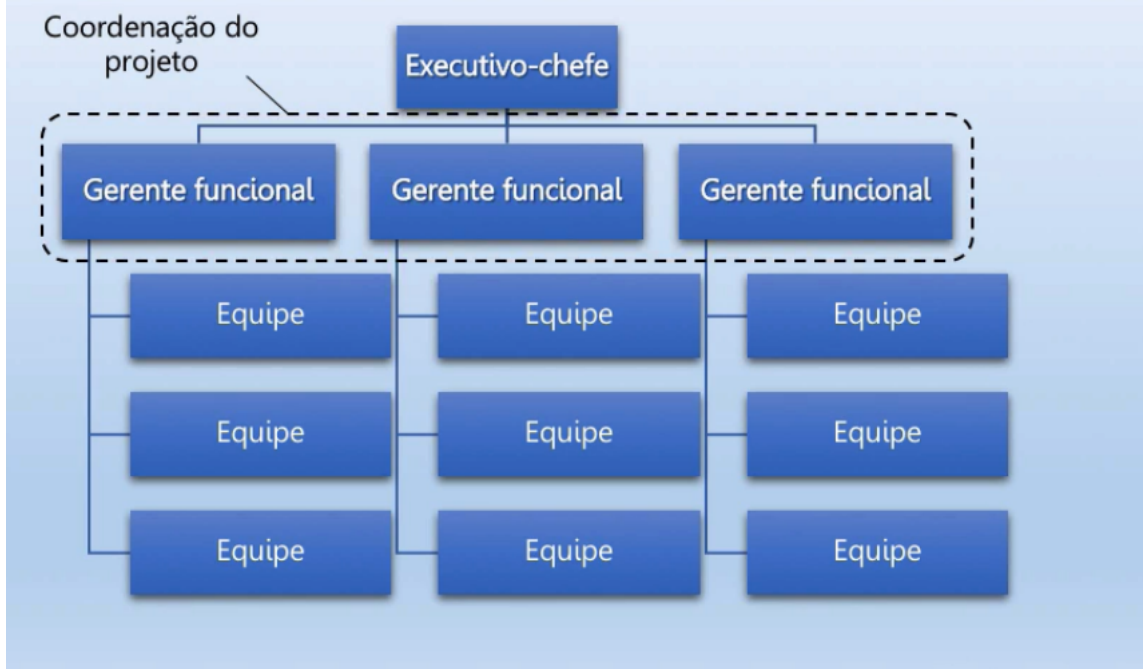 Coordenação do
projeto
Executivo-chefe
Gerente funcional
Gerente funcional
Gerente funcional
Equipe
Equipe
Equipe
Equipe
Equipe
Equipe
Equipe
Equipe
Equipe